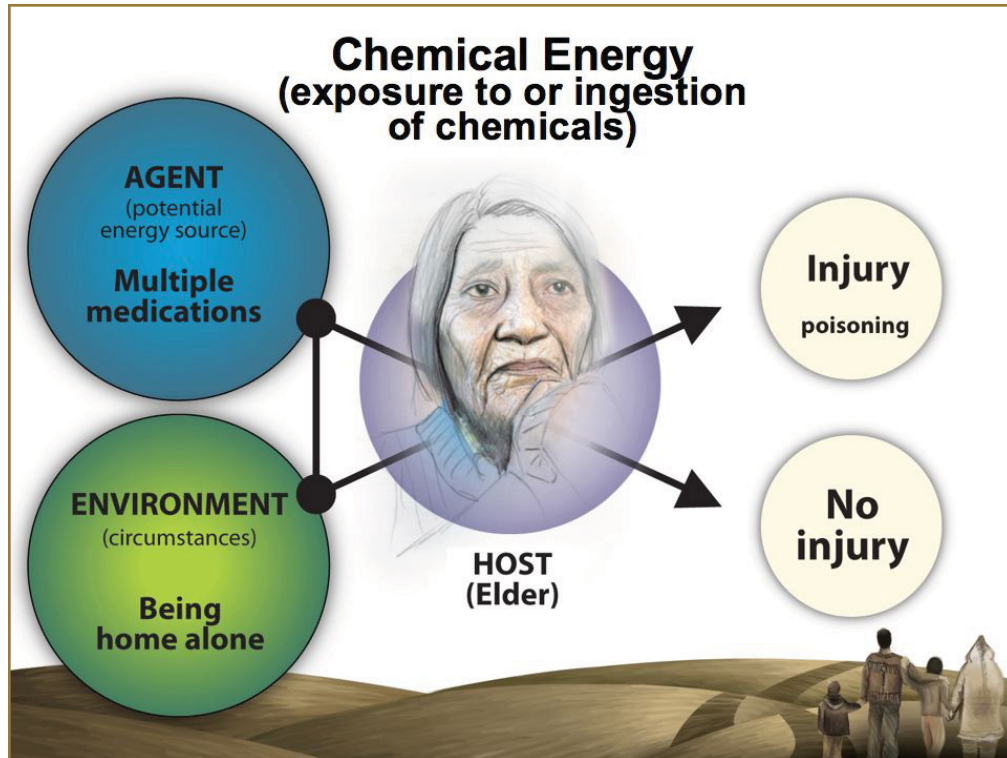 Chemical Energy
(exposure to or ingestion
of chemicals)
AGENT
(potential
energy source)
Multiple
medications
ENVIRONMENT
(circumstances)
Being
home alone
HOST
(Elder)
Injury
poisoning
No
injury